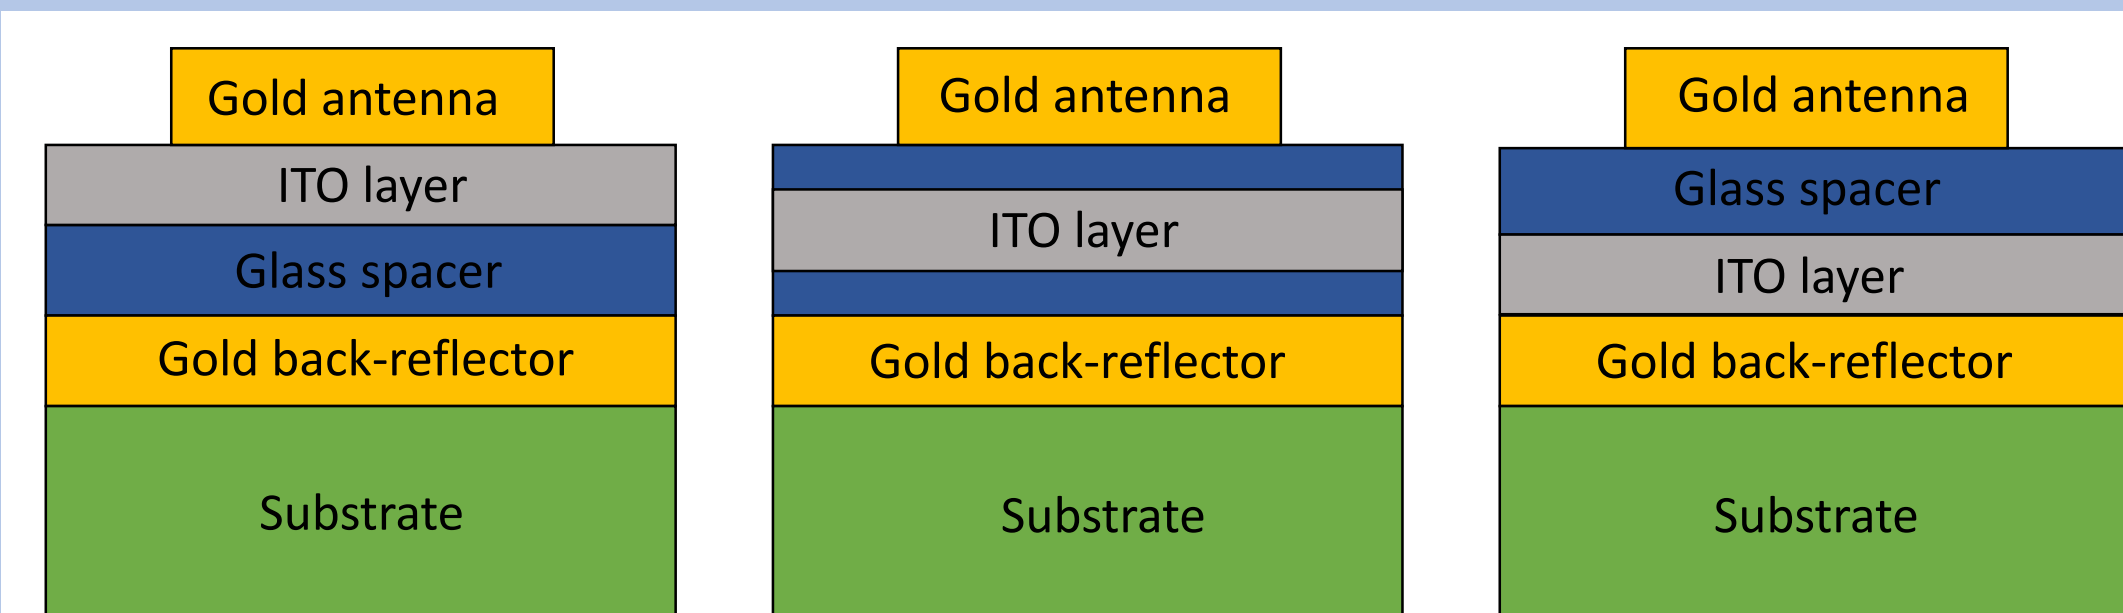 Gold antenna
ITO layer
Glass spacer
Gold back-reflector
Substrate
Gold antenna
ITO layer
Gold back-reflector
Substrate
Gold antenna
Glass spacer
ITO layer
Gold back-reflector
Substrate